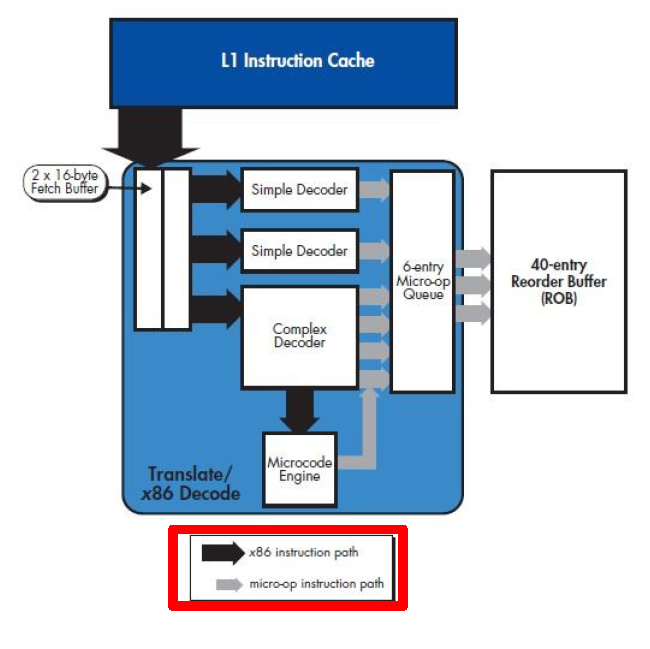 L1 Instruction Cache
2 x 16-byte
Fetch Buffer
Simple Decoder
Simple Decoder
Complex
Decoder
6-entry
Micro-op
Queue
40-entry
Reorder Buffer
(ROB)
Microcode
Engine
Translate/
x86 Decode
x86 instruction path
micro-op instruction path